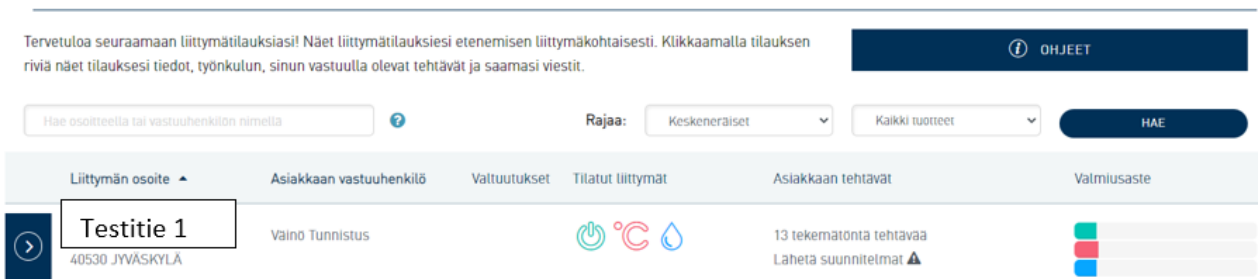 Tervetuloa seuraamaan liittymätilauksiasi! Näet liittymätilauksiesi etenemisen liittymäkohtaisesti. Klikkaamalla tilauksen
riviä näet tilauksesi tiedot, työnkulun, sinun vastuulla olevat tehtävät ja saamasi viestit.
OHJEET
Hae osoitteella tai vastuuhenkilön nimellä
Rajaa:
Keskeneräiset
Kaikki tuotteet
HAE
Liittymän osoite
Asiakkaan vastuuhenkilö
Valtuutukset
Tilatut liittymät
Asiakkaan tehtävät
Valmiusaste
Testitie 1
40530 JYVÄSKYLÄ
Väinö Tunnistus
°C
13 tekemätöntä tehtävää
Lähetä suunnitelmat